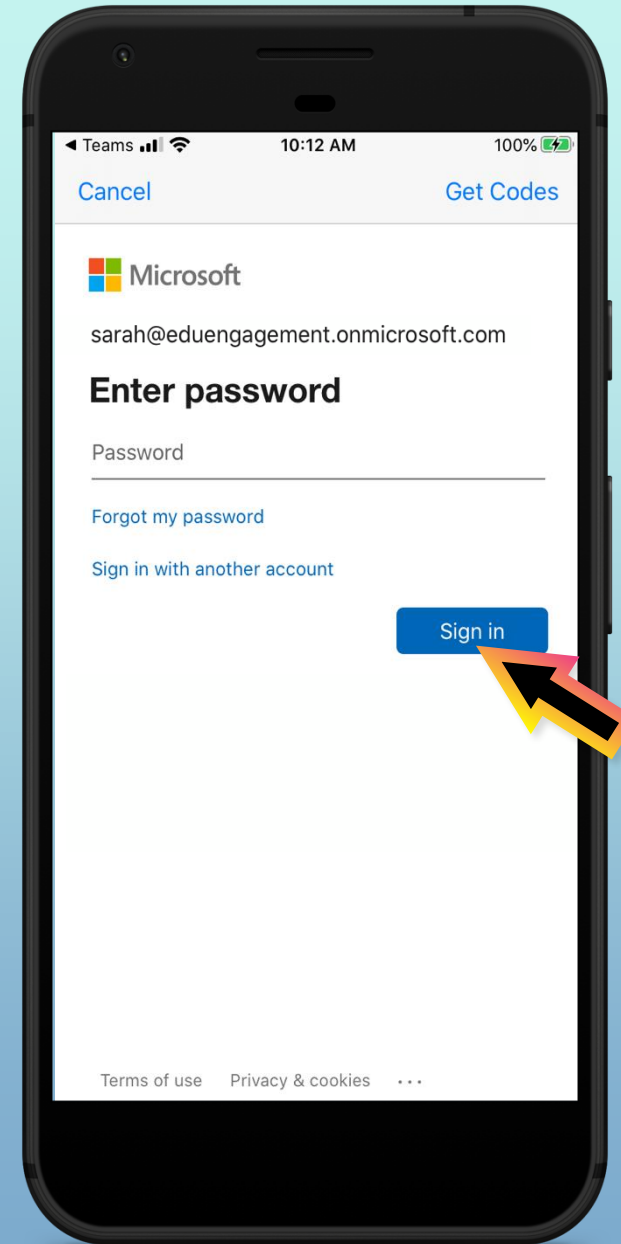 ◀ Teams 10:12 AM 100%
Cancel Get Codes
Microsoft
sarah@eduengagement.onmicrosoft.com
Enter password
Password
Forgot my password
Sign in with another account
Sign in
Terms of use Privacy & cookies ...